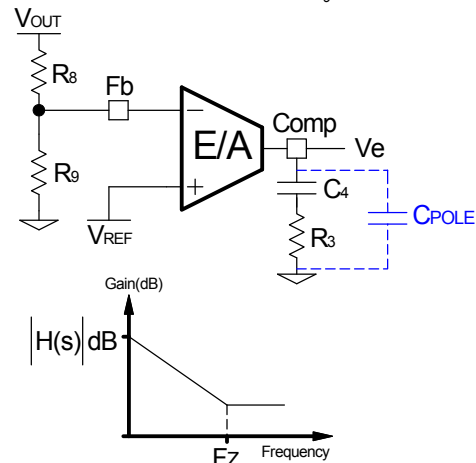 VOUT
R8
Fb
R9
E/A
−
+
VREF
Comp
Ve
C4
R3
CPOLE
Gain(dB)
|H(s)| dB
FZ
Frequency